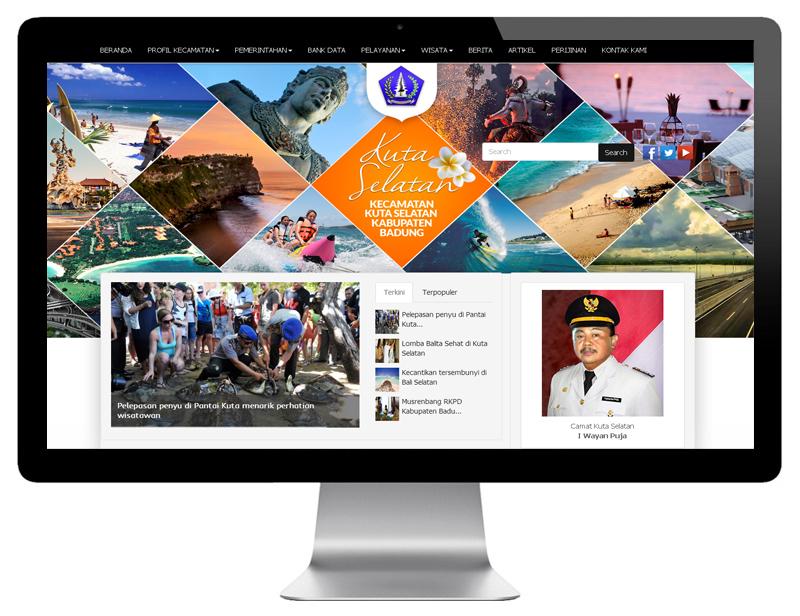 BERANDA PROFIL KECAMATAN PEMERINTAHAN BANK DATA PELAYANAN WISATA BERITA ARTIKEL PERIJINAN KONTAK KAMI
Kuta
Selatan
KECAMATAN
KUTA SELATAN
KABUPATEN
BADUNG
Search Search
Pelepasan penyu di Pantai Kuta menarik perhatian
wisatawan
Terkini Terpopuler
Pelepasan penyu di Pantai
Kuta...
Lomba Balita Sehat di Kuta
Selatan
Kecantikan tersembunyi di
Bali Selatan
Musrenbang RKPD
Kabupaten Badu...
Camat Kuta Selatan
I Wayan Puja